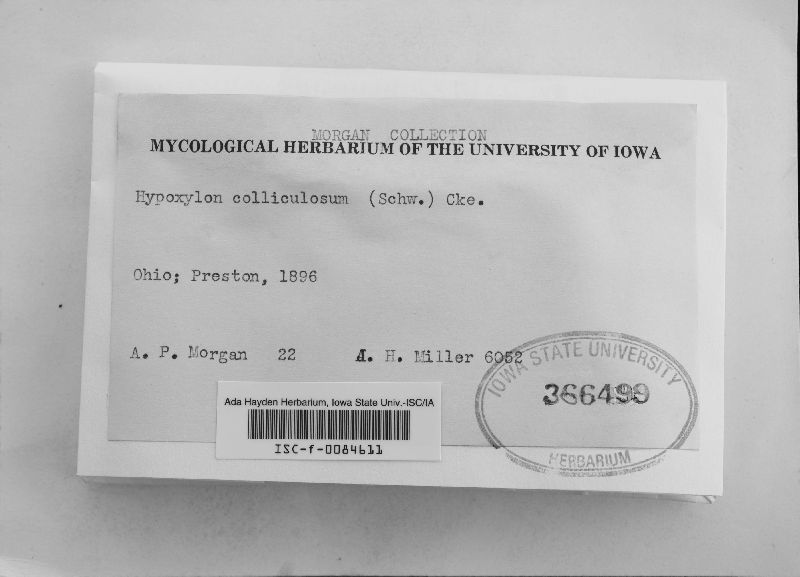 MORGAN COLLECTION
MYCOLOGICAL HERBARIUM OF THE UNIVERSITY OF IOWA
Hypoxylon colliculosum (Schw.) Cke.
Ohio; Preston, 1896
A. P. Morgan 22 A. H. Miller 6052
IOWA STATE UNIVERSITY
366499
HERBARIUM
Ada Hayden Herbarium, Iowa State Univ.-ISC/IA
ISC-f-0084611